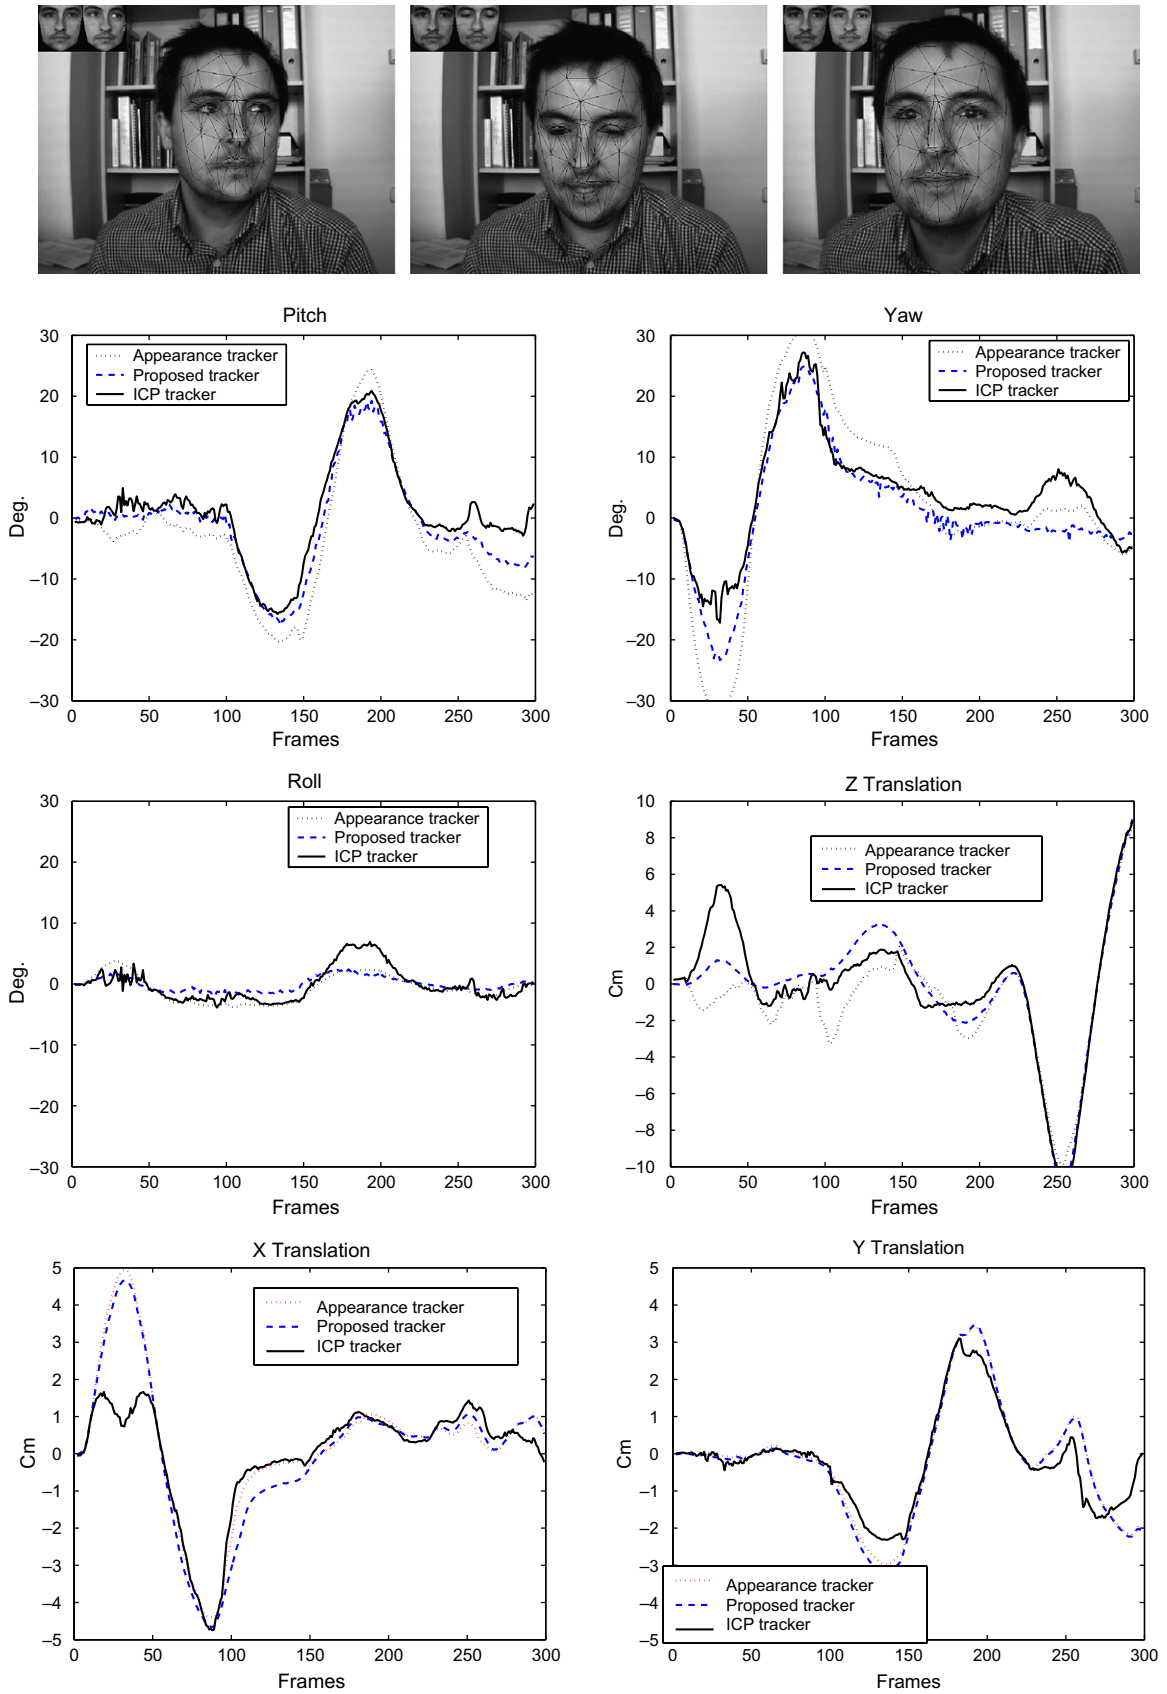 Pitch
30
20
10
0
–10
–20
–30
Deg.
Appearance tracker
Proposed tracker
ICP tracker
0 50 100 150 200 250 300
Frames
Yaw
30
20
10
0
–10
–20
–30
Deg.
Appearance tracker
Proposed tracker
ICP tracker
0 50 100 150 200 250 300
Frames
Roll
30
20
10
0
–10
–20
–30
Deg.
Appearance tracker
Proposed tracker
ICP tracker
0 50 100 150 200 250 300
Frames
Z Translation
10
8
6
4
2
0
–2
–4
–6
–8
–10
Cm
Appearance tracker
Proposed tracker
ICP tracker
0 50 100 150 200 250 300
Frames
X Translation
5
4
3
2
1
0
–1
–2
–3
–4
–5
Cm
Appearance tracker
Proposed tracker
ICP tracker
0 50 100 150 200 250 300
Frames
Y Translation
5
4
3
2
1
0
–1
–2
–3
–4
–5
Cm
Appearance tracker
Proposed tracker
ICP tracker
0 50 100 150 200 250 300
Frames